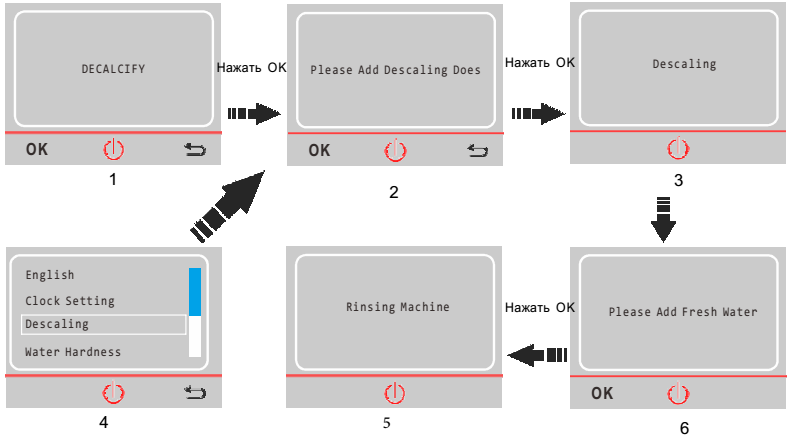 DECALCIFY
OK
1
Нажать OK
Please Add Descaling Does
OK
2
Нажать OK
Descaling
3
English
Clock Setting
Descaling
Water Hardness
4
Rinsing Machine
5
Нажать OK
Please Add Fresh Water
OK
6